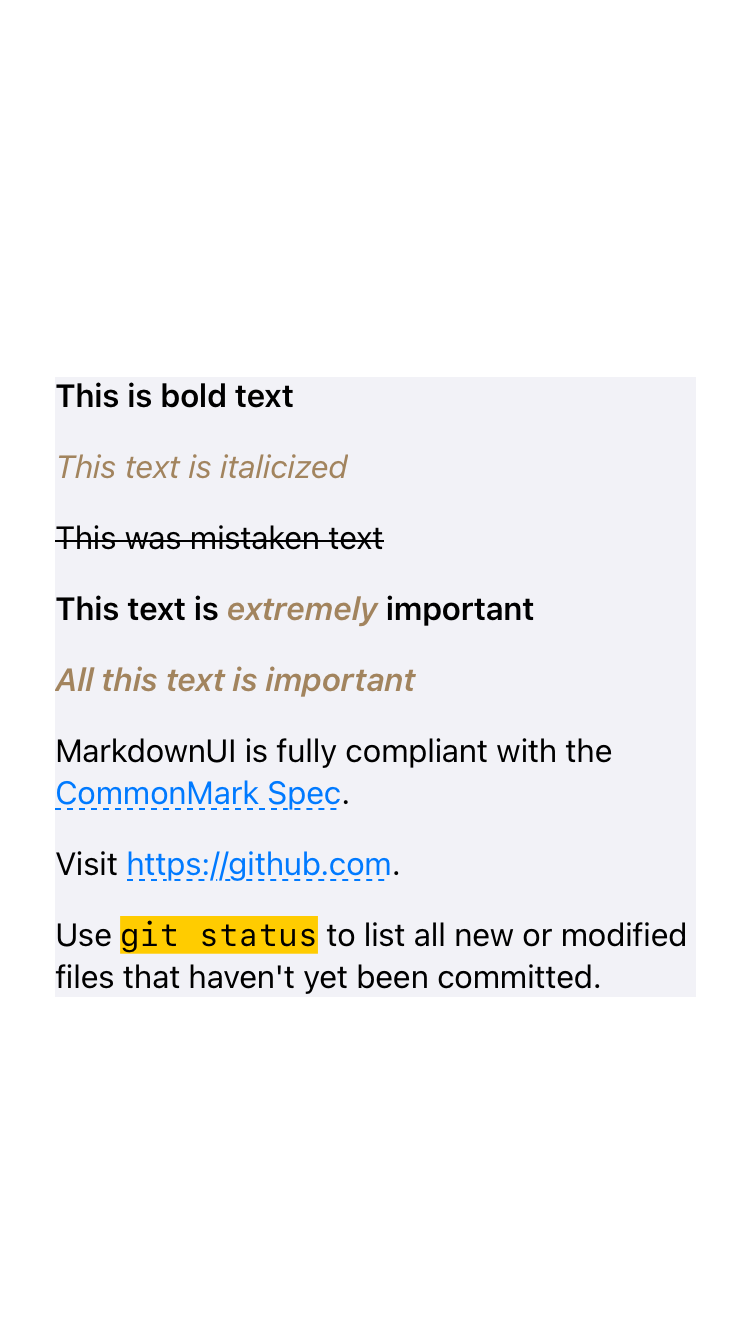 This is bold text
This text is italicized
This was mistaken text
This text is extremely important
All this text is important
MarkdownUI is fully compliant with the
CommonMark Spec.
Visit https://github.com.
Use git status to list all new or modified
files that haven't yet been committed.